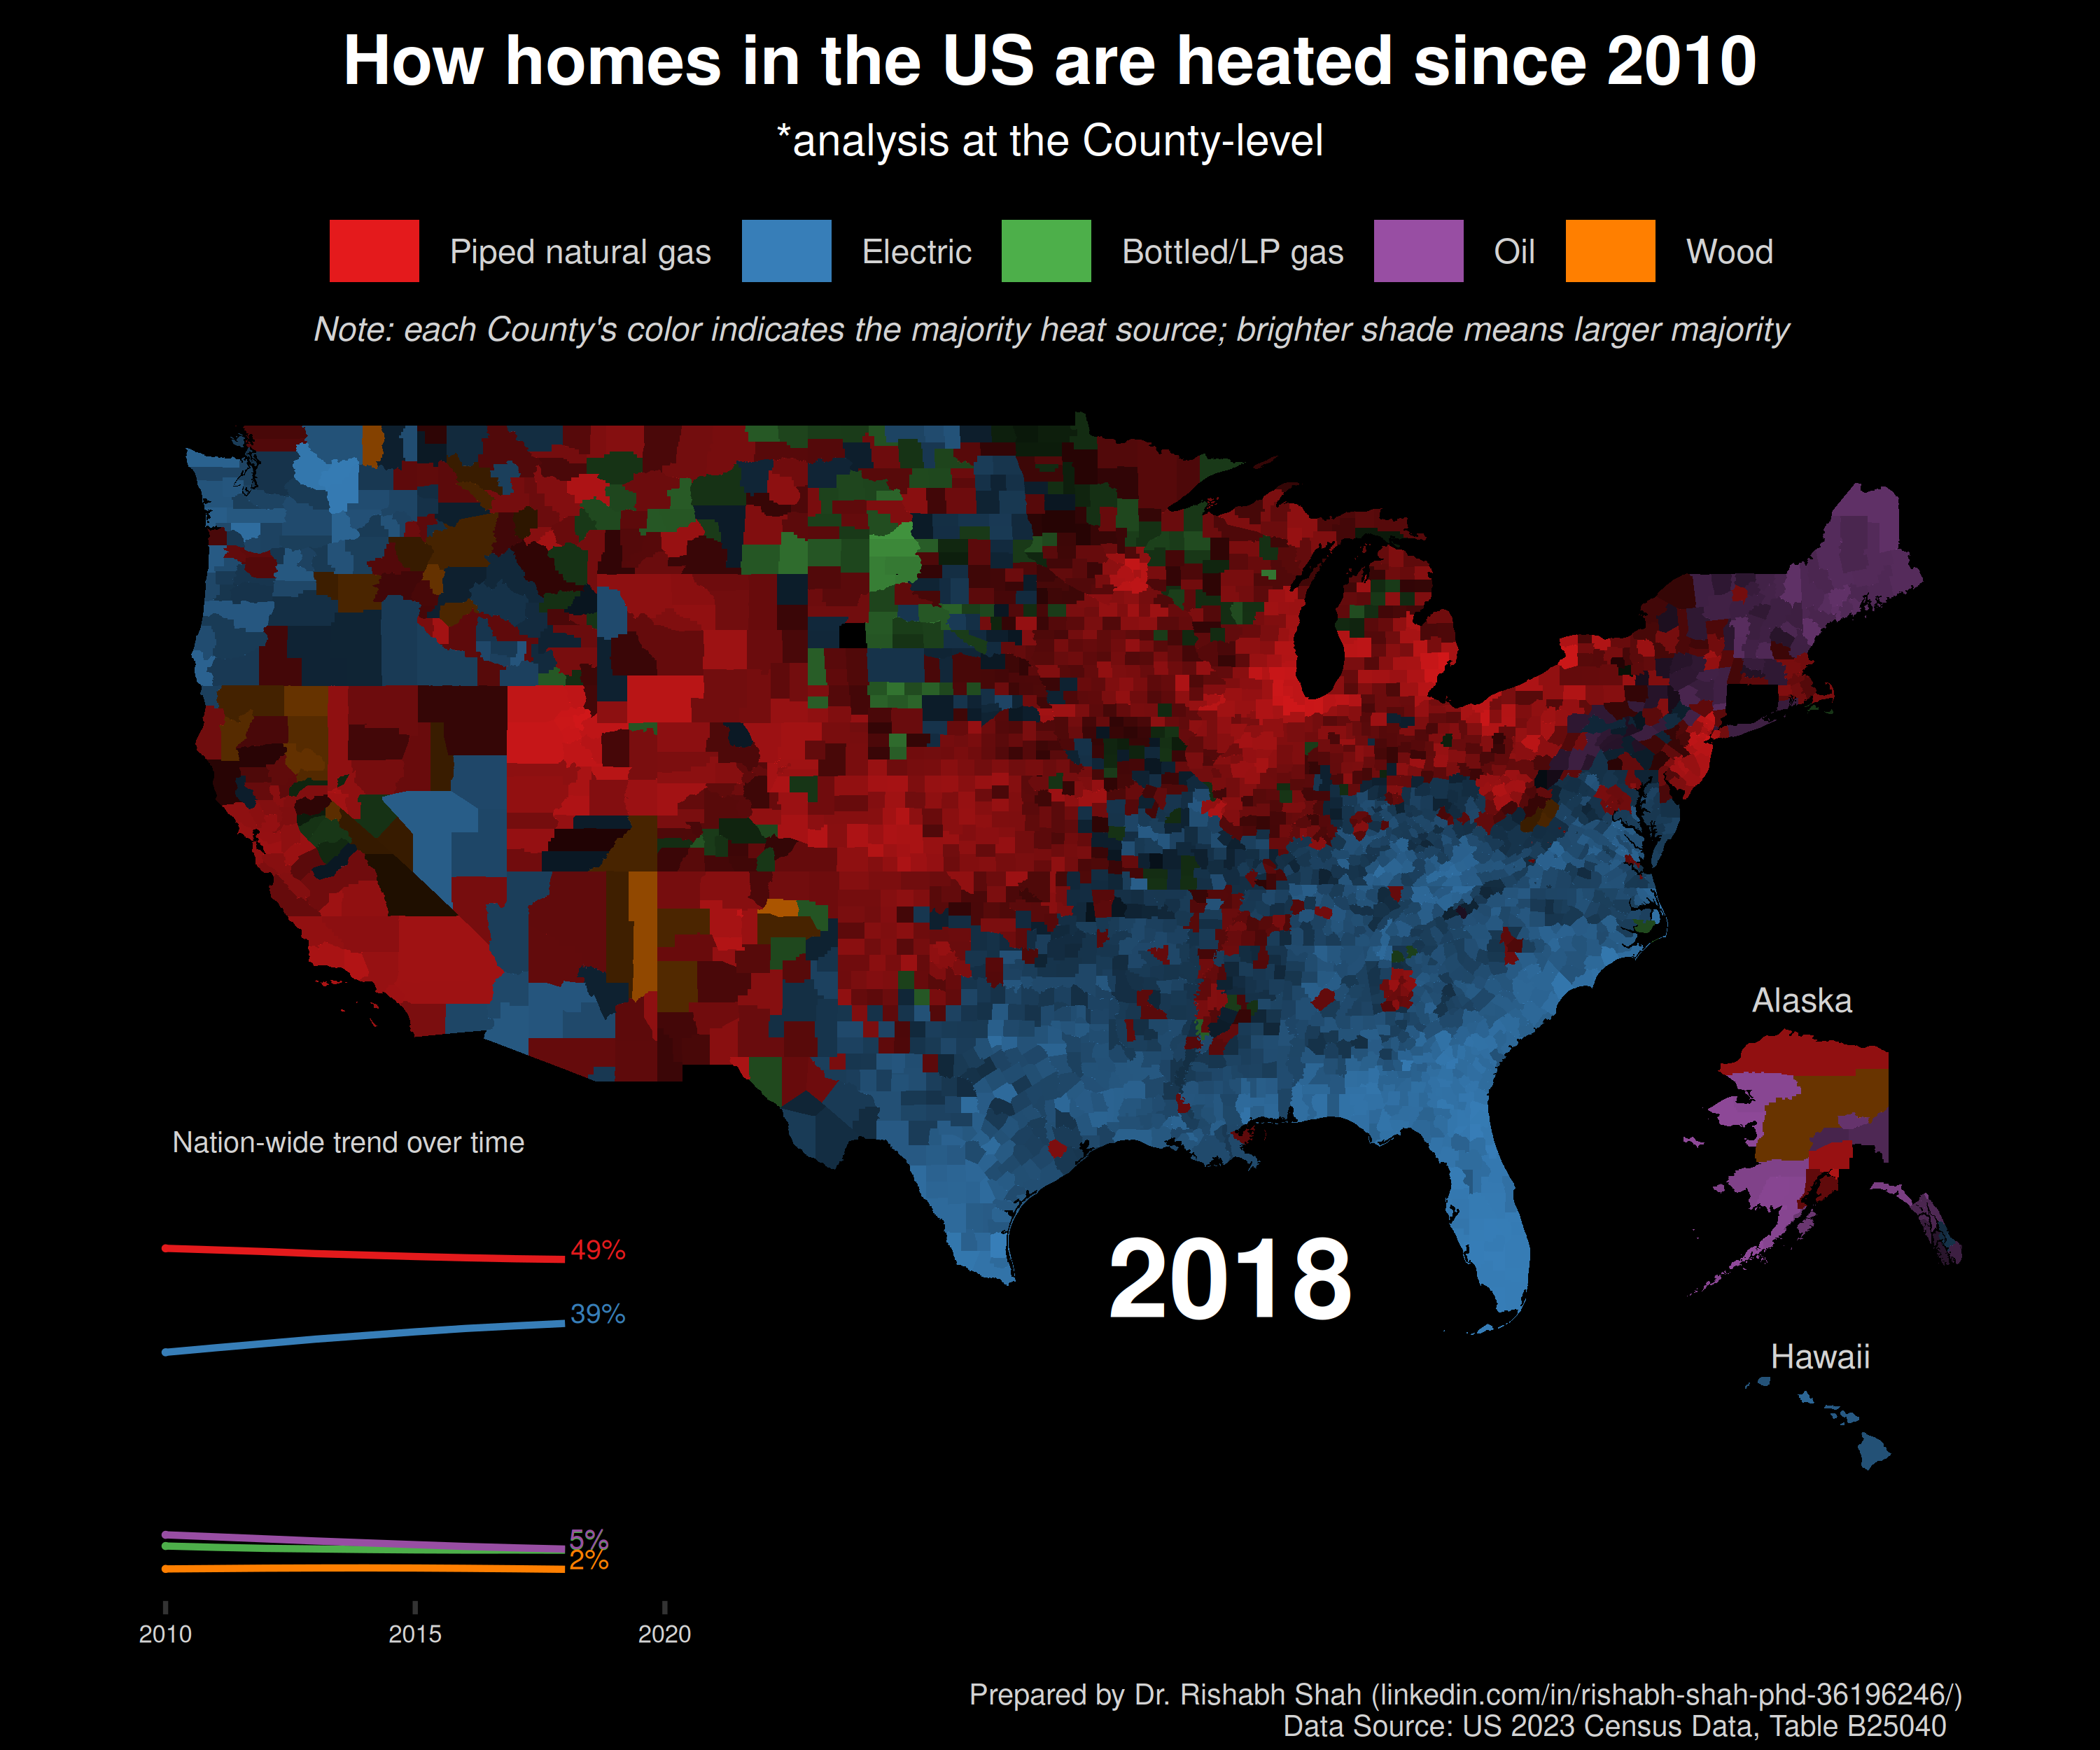 How homes in the US are heated since 2010
*analysis at the County-level
Piped natural gas Electric Bottled/LP gas Oil Wood
Note: each County's color indicates the majority heat source; brighter shade means larger majority
Alaska
Nation-wide trend over time
49%
2018
39%
Hawaii
5%
2%
2010 2015 2020
Prepared by Dr. Rishabh Shah (linkedin.com/in/rishabh-shah-phd-36196246/)
Data Source: US 2023 Census Data, Table B25040